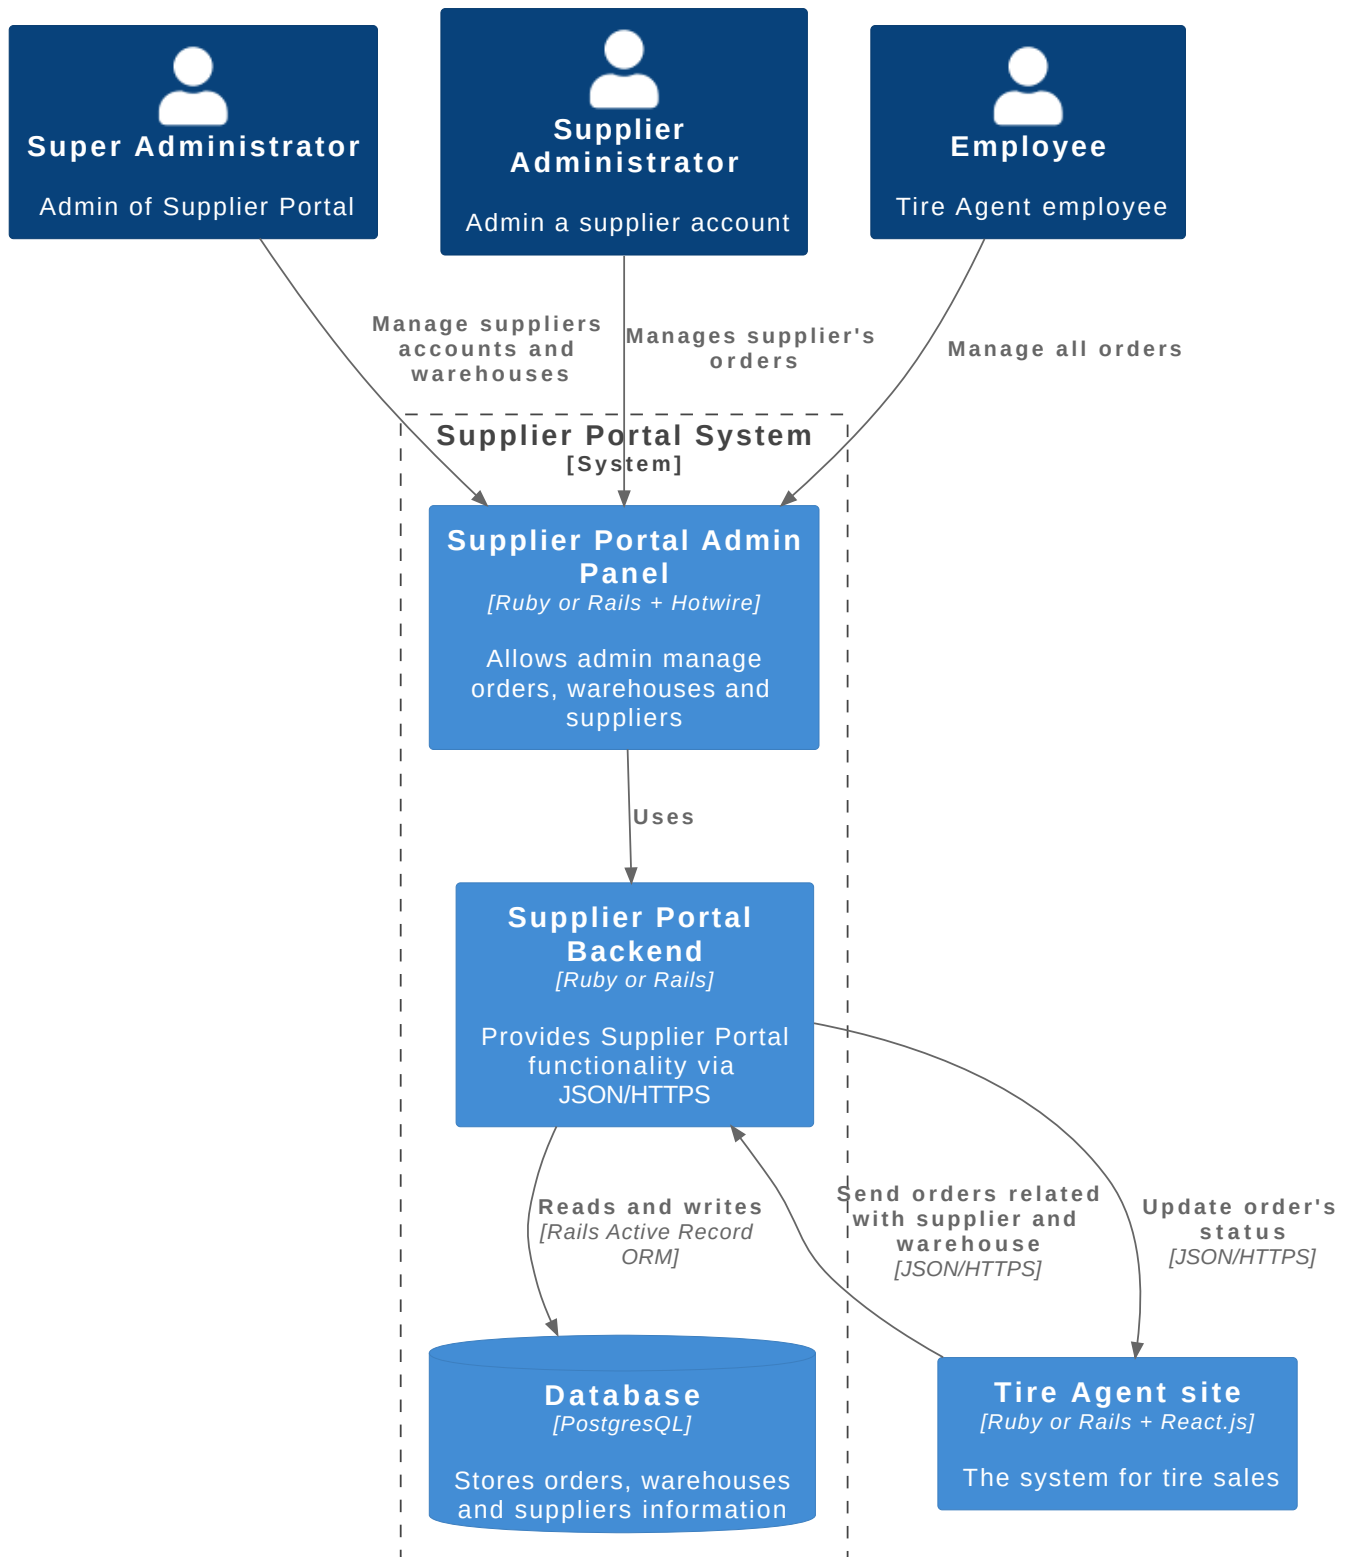 Super Administrator
Admin of Supplier Portal
Supplier
Administrator
Admin a supplier account
Employee
Tire Agent employee
Manage suppliers
accounts and
warehouses
Manages supplier's
orders
Manage all orders
Supplier Portal System
[System]
Supplier Portal Admin
Panel
[Ruby or Rails + Hotwire]
Allows admin manage
orders, warehouses and
suppliers
Uses
Supplier Portal
Backend
[Ruby or Rails]
Provides Supplier Portal
functionality via
JSON/HTTPS
Reads and writes
[Rails Active Record
ORM]
Send orders related
with supplier and
warehouse
[JSON/HTTPS]
Update order's
status
[JSON/HTTPS]
Database
[PostgresQL]
Stores orders, warehouses
and suppliers information
Tire Agent site
[Ruby or Rails + React.js]
The system for tire sales